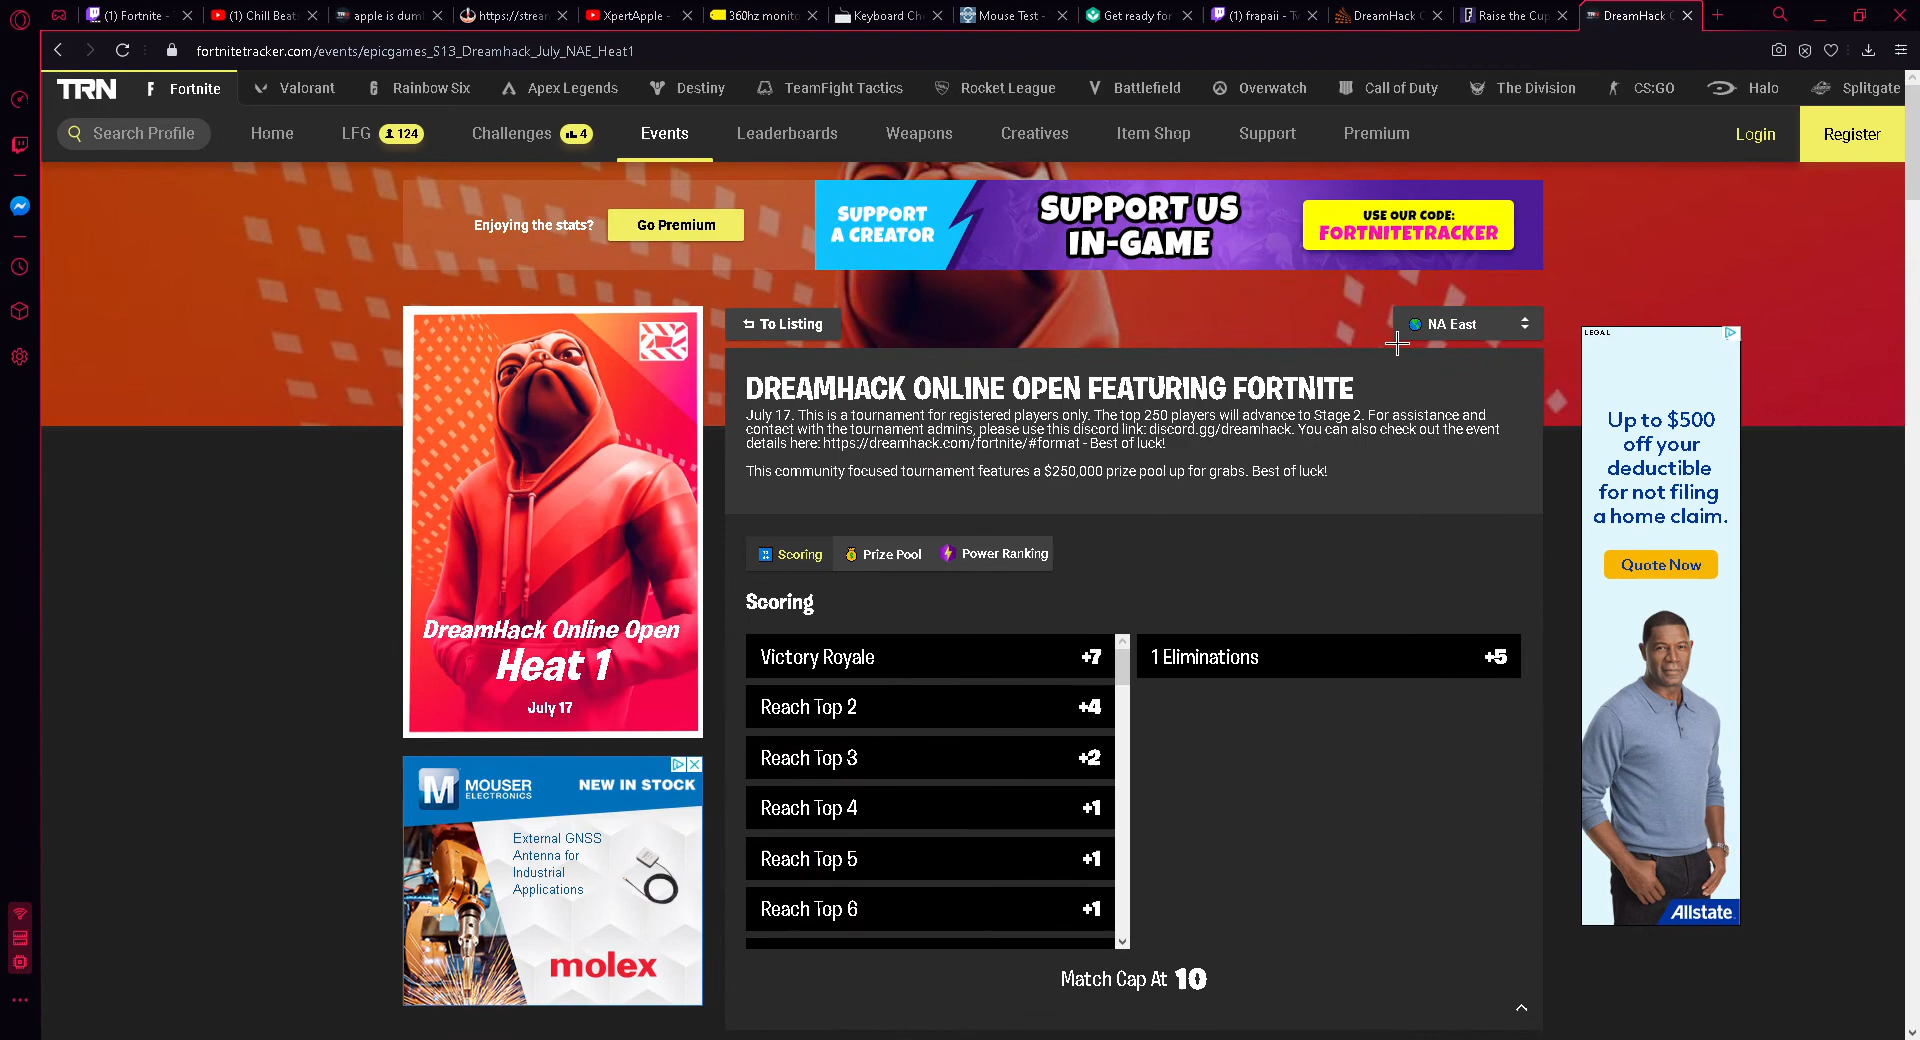 (1) Fortnite -
(1) Chill Beat
apple is dum
https://strean
XpertApple -
360hz monito
Keyboard Ch
Mouse Test -
Get ready for
(1) frapaii - Tw
DreamHack C
Raise the Cup
DreamHack C
fortnitetracker.com/events/epicgames_S13_Dreamhack_July_NAE_Heat1
TRN
Fortnite
Valorant
Rainbow Six
Apex Legends
Destiny
TeamFight Tactics
Rocket League
Battlefield
Overwatch
Call of Duty
The Division
CS:GO
Halo
Splitgate
Search Profile
Home
LFG 124
Challenges 4
Events
Leaderboards
Weapons
Creatives
Item Shop
Support
Premium
Login
Register
Enjoying the stats?
Go Premium
SUPPORT
A CREATOR
SUPPORT US
IN-GAME
USE OUR CODE:
FORTNITETRACKER
To Listing
NA East
DREAMHACK ONLINE OPEN FEATURING FORTNITE
July 17. This is a tournament for registered players only. The top 250 players will advance to Stage 2. For assistance and
contact with the tournament admins, please use this discord link: discord.gg/dreamhack. You can also check out the event
details here: https://dreamhack.com/fortnite/#format - Best of luck!
This community focused tournament features a $250,000 prize pool up for grabs. Best of luck!
DreamHack Online Open
Heat 1
July 17
Scoring
Prize Pool
Power Ranking
Scoring
Victory Royale +7
Reach Top 2 +4
Reach Top 3 +2
Reach Top 4 +1
Reach Top 5 +1
Reach Top 6 +1
1 Eliminations +5
Match Cap At 10
M MOUSER
ELECTRONICS
NEW IN STOCK
External GNSS
Antenna for
Industrial
Applications
molex
LEGAL
Up to $500
off your
deductible
for not filing
a home claim.
Quote Now
Allstate